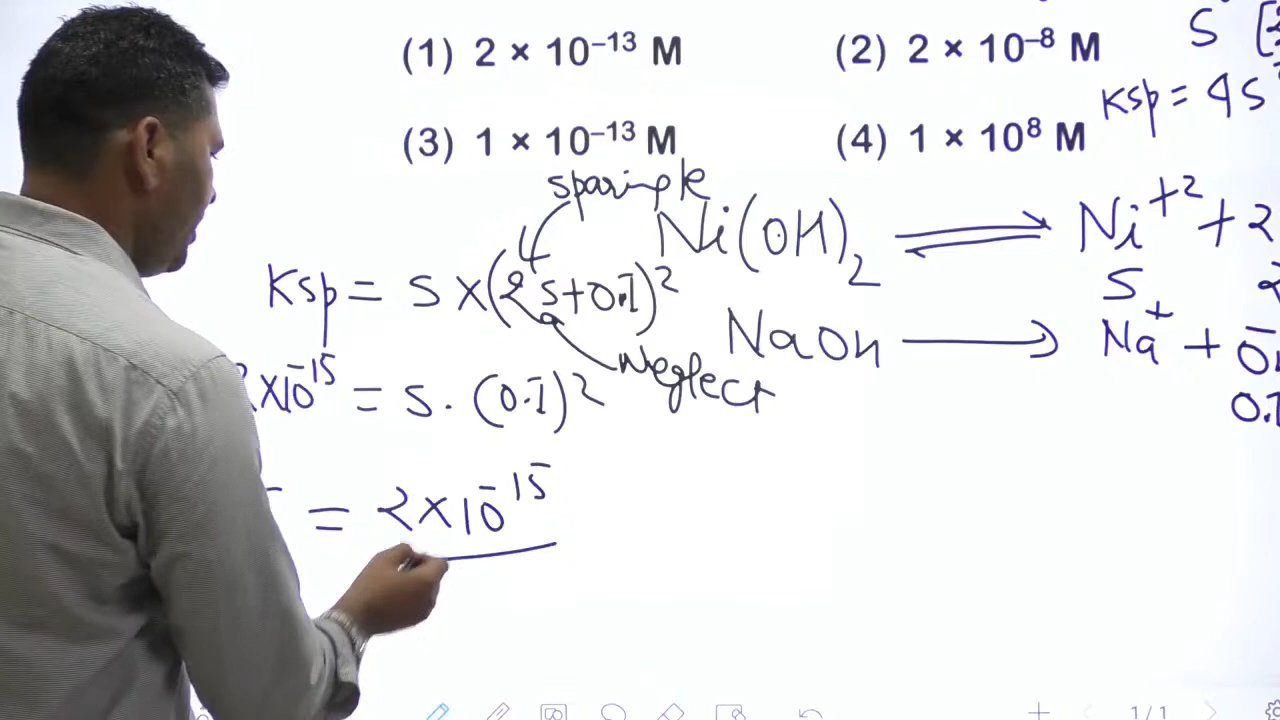 (1) 2 × 10⁻¹³ M (2) 2 × 10⁻⁸ M
(3) 1 × 10⁻¹³ M (4) 1 × 10⁸ M
S
Ksp = 4S
sparingle
Ni(OH)₂ ⇌ Ni⁺² + 2
S
Ksp = S × (2s+0.1)²
NaOH → Na⁺ + OH
0.1
Neglect
2×10⁻¹⁵ = S. (0.1)²
= 2×10⁻¹⁵
1/1